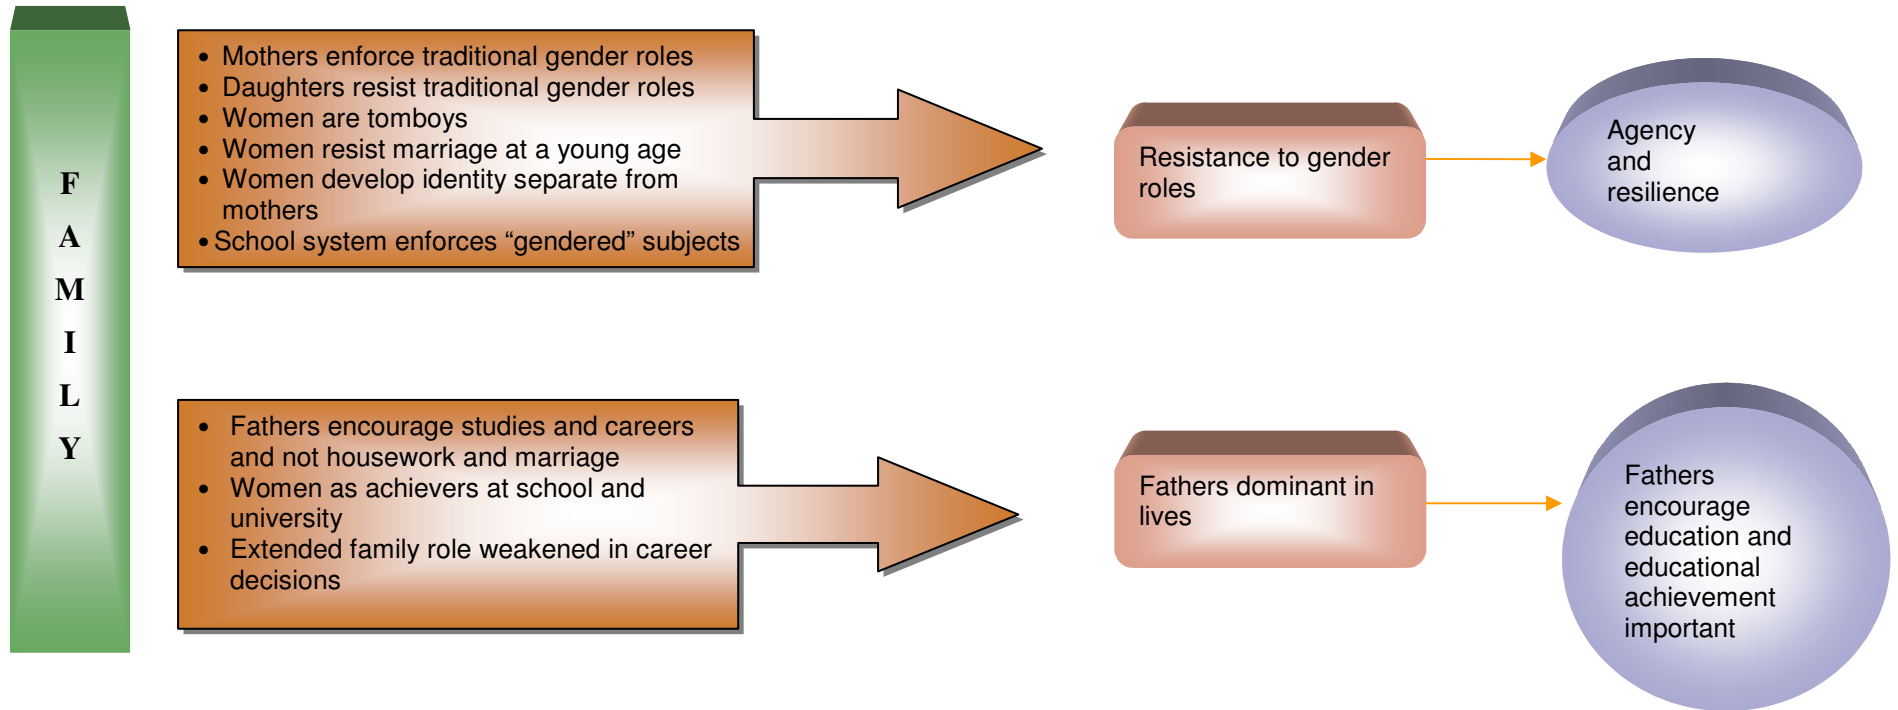 F
A
M
I
L
Y
• Mothers enforce traditional gender roles
• Daughters resist traditional gender roles
• Women are tomboys
• Women resist marriage at a young age
• Women develop identity separate from
mothers
• School system enforces “gendered” subjects
Resistance to gender
roles
Agency
and
resilience
• Fathers encourage studies and careers
and not housework and marriage
• Women as achievers at school and
university
• Extended family role weakened in career
decisions
Fathers dominant in
lives
Fathers
encourage
education and
educational
achievement
important